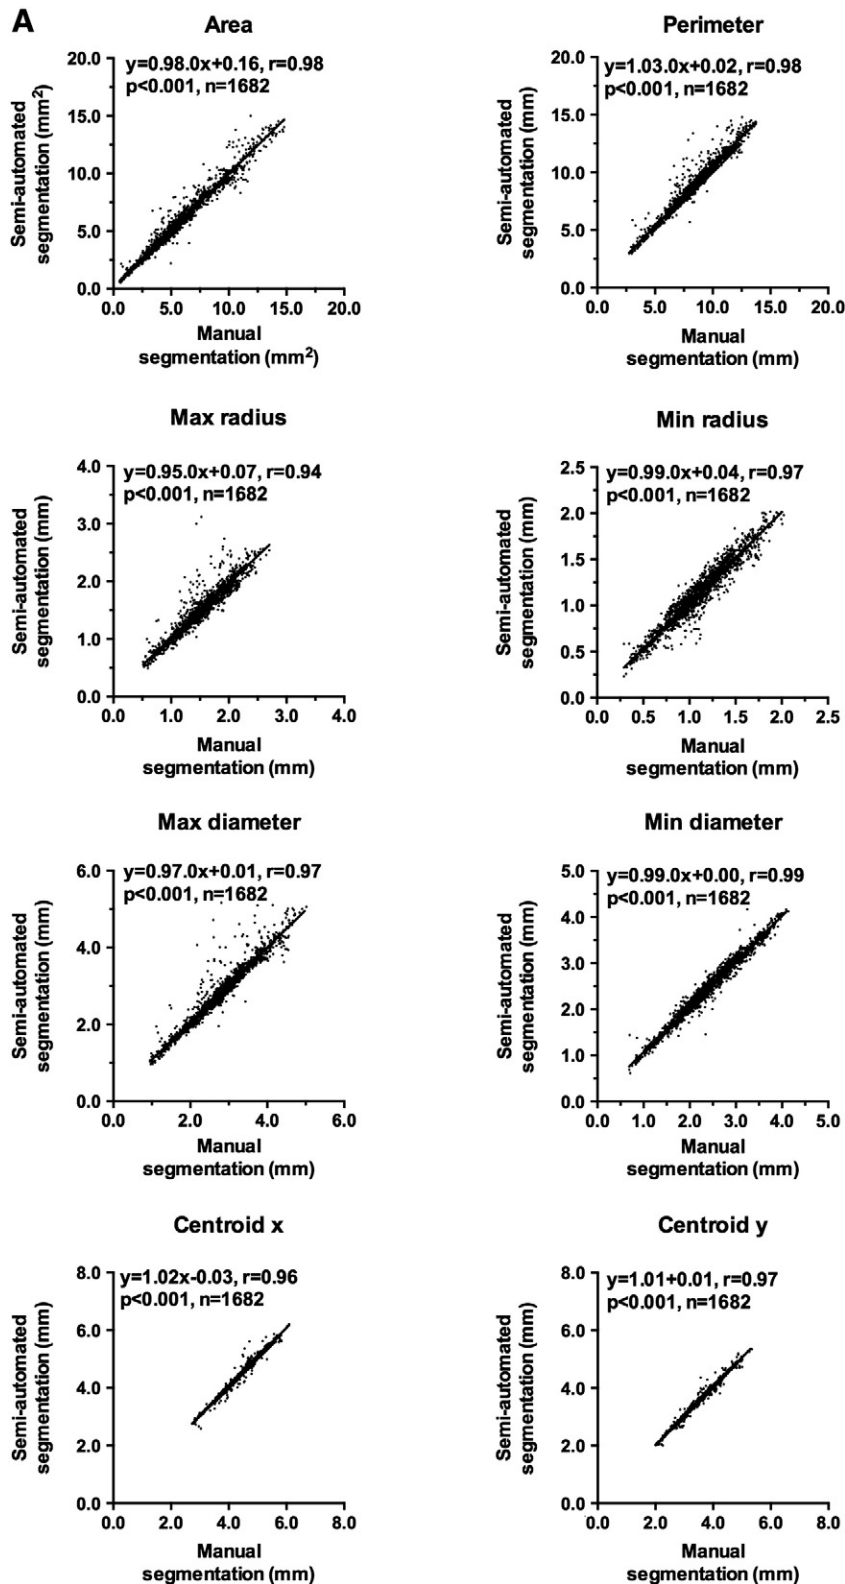 A
Area
y=0.98.0x+0.16, r=0.98
p<0.001, n=1682
20.0
15.0
10.0
5.0
0.0
Semi-automated
segmentation (mm²)
0.0 5.0 10.0 15.0 20.0
Manual
segmentation (mm²)
Perimeter
y=1.03.0x+0.02, r=0.98
p<0.001, n=1682
20.0
15.0
10.0
5.0
0.0
Semi-automated
segmentation (mm)
0.0 5.0 10.0 15.0 20.0
Manual
segmentation (mm)
Max radius
y=0.95.0x+0.07, r=0.94
p<0.001, n=1682
4.0
3.0
2.0
1.0
0.0
Semi-automated
segmentation (mm)
0.0 1.0 2.0 3.0 4.0
Manual
segmentation (mm)
Min radius
y=0.99.0x+0.04, r=0.97
p<0.001, n=1682
2.5
2.0
1.5
1.0
0.5
0.0
Semi-automated
segmentation (mm)
0.0 0.5 1.0 1.5 2.0 2.5
Manual
segmentation (mm)
Max diameter
y=0.97.0x+0.01, r=0.97
p<0.001, n=1682
6.0
4.0
2.0
0.0
Semi-automated
segmentation (mm)
0.0 2.0 4.0 6.0
Manual
segmentation (mm)
Min diameter
y=0.99.0x+0.00, r=0.99
p<0.001, n=1682
5.0
4.0
3.0
2.0
1.0
0.0
Semi-automated
segmentation (mm)
0.0 1.0 2.0 3.0 4.0 5.0
Manual
segmentation (mm)
Centroid x
y=1.02x-0.03, r=0.96
p<0.001, n=1682
8.0
6.0
4.0
2.0
0.0
Semi-automated
segmentation (mm)
0.0 2.0 4.0 6.0 8.0
Manual
segmentation (mm)
Centroid y
y=1.01+0.01, r=0.97
p<0.001, n=1682
8.0
6.0
4.0
2.0
0.0
Semi-automated
segmentation (mm)
0.0 2.0 4.0 6.0 8.0
Manual
segmentation (mm)